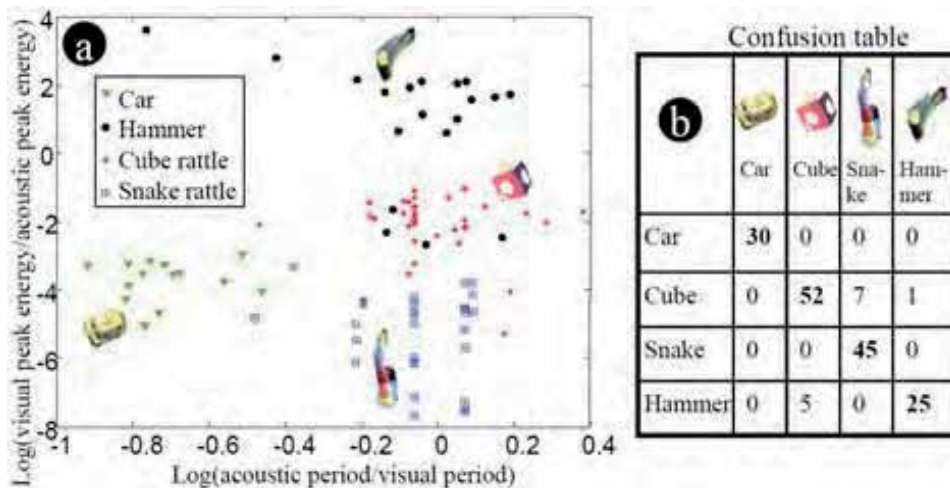 a
Log(visual peak energy/acoustic peak energy)
4
2
0
-2
-4
-6
-8
Car
Hammer
Cube rattle
Snake rattle
-1
-0.8
-0.6
-0.4
-0.2
0
0.2
0.4
Log(acoustic period/visual period)
Confusion table
b
Car Cube Sna-
ke
Ham-
mer
Car 30 0 0 0
Cube 0 52 7 1
Snake 0 0 45 0
Hammer 0 5 0 25